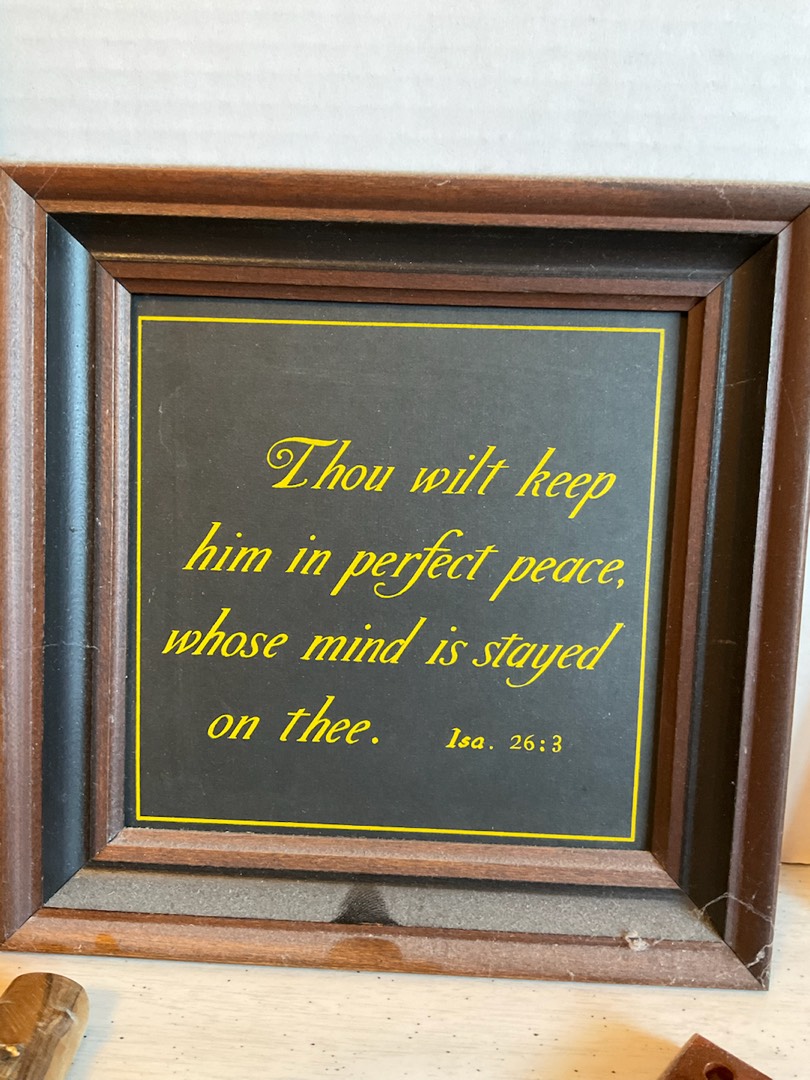 Thou wilt keep
him in perfect peace,
whose mind is stayed
on thee. Isa. 26:3